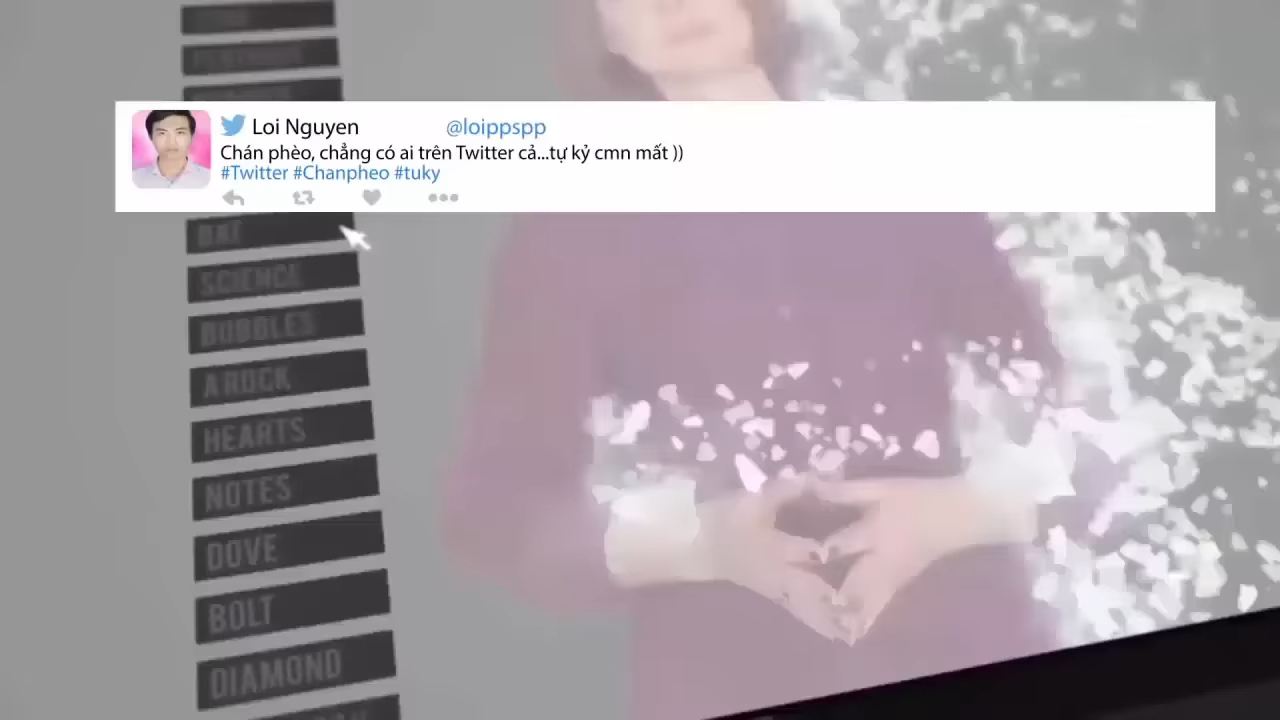 Loi Nguyen @loippspp
Chán phèo, chẳng có ai trên Twitter cả...tự kỷ cmn mất ))
#Twitter #Chanpheo #tuky
BAT
SCIENCE
BUBBLES
A ROCK
HEARTS
NOTES
DOVE
BOLT
DIAMOND